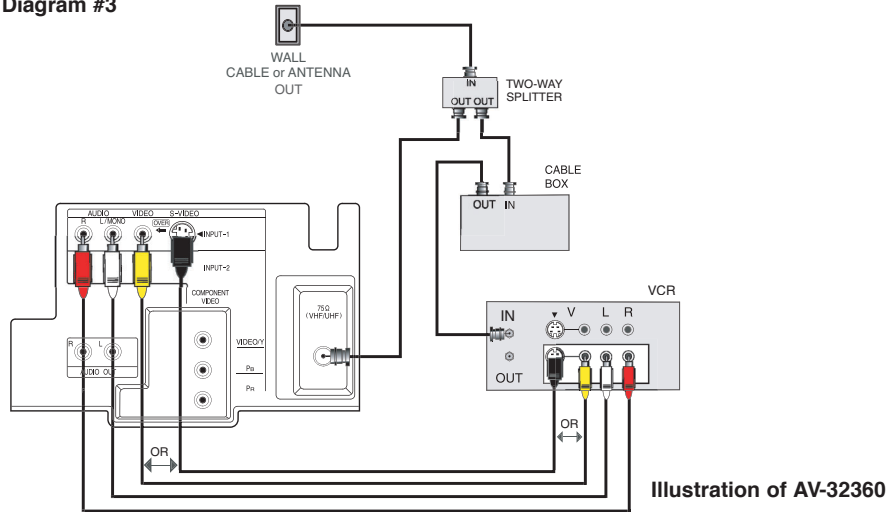 Diagram #3
WALL
CABLE or ANTENNA
OUT
IN
OUT OUT
TWO-WAY
SPLITTER
CABLE
BOX
OUT IN
AUDIO VIDEO S-VIDEO
R L/MONO
OVER
◄INPUT-1
INPUT-2
COMPONENT
VIDEO
75Ω
(VHF/UHF)
VIDEO/Y
PB
PR
R L
AUDIO OUT
VCR
IN
V L R
OUT
OR
OR
Illustration of AV-32360